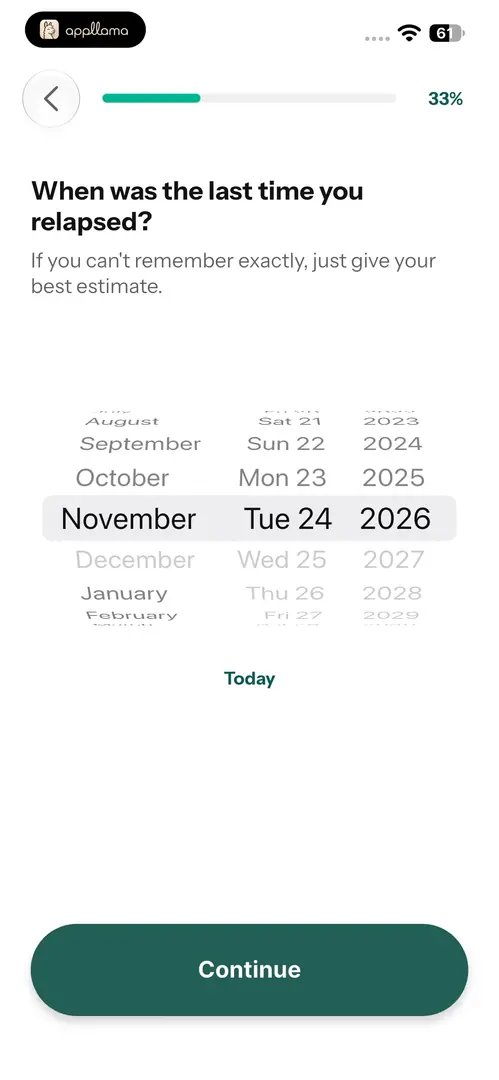 appllama
61
33%
When was the last time you
relapsed?
If you can't remember exactly, just give your
best estimate.
August Sat 21 2023
September Sun 22 2024
October Mon 23 2025
November Tue 24 2026
December Wed 25 2027
January Thu 26 2028
February Fri 27 2029
Today
Continue